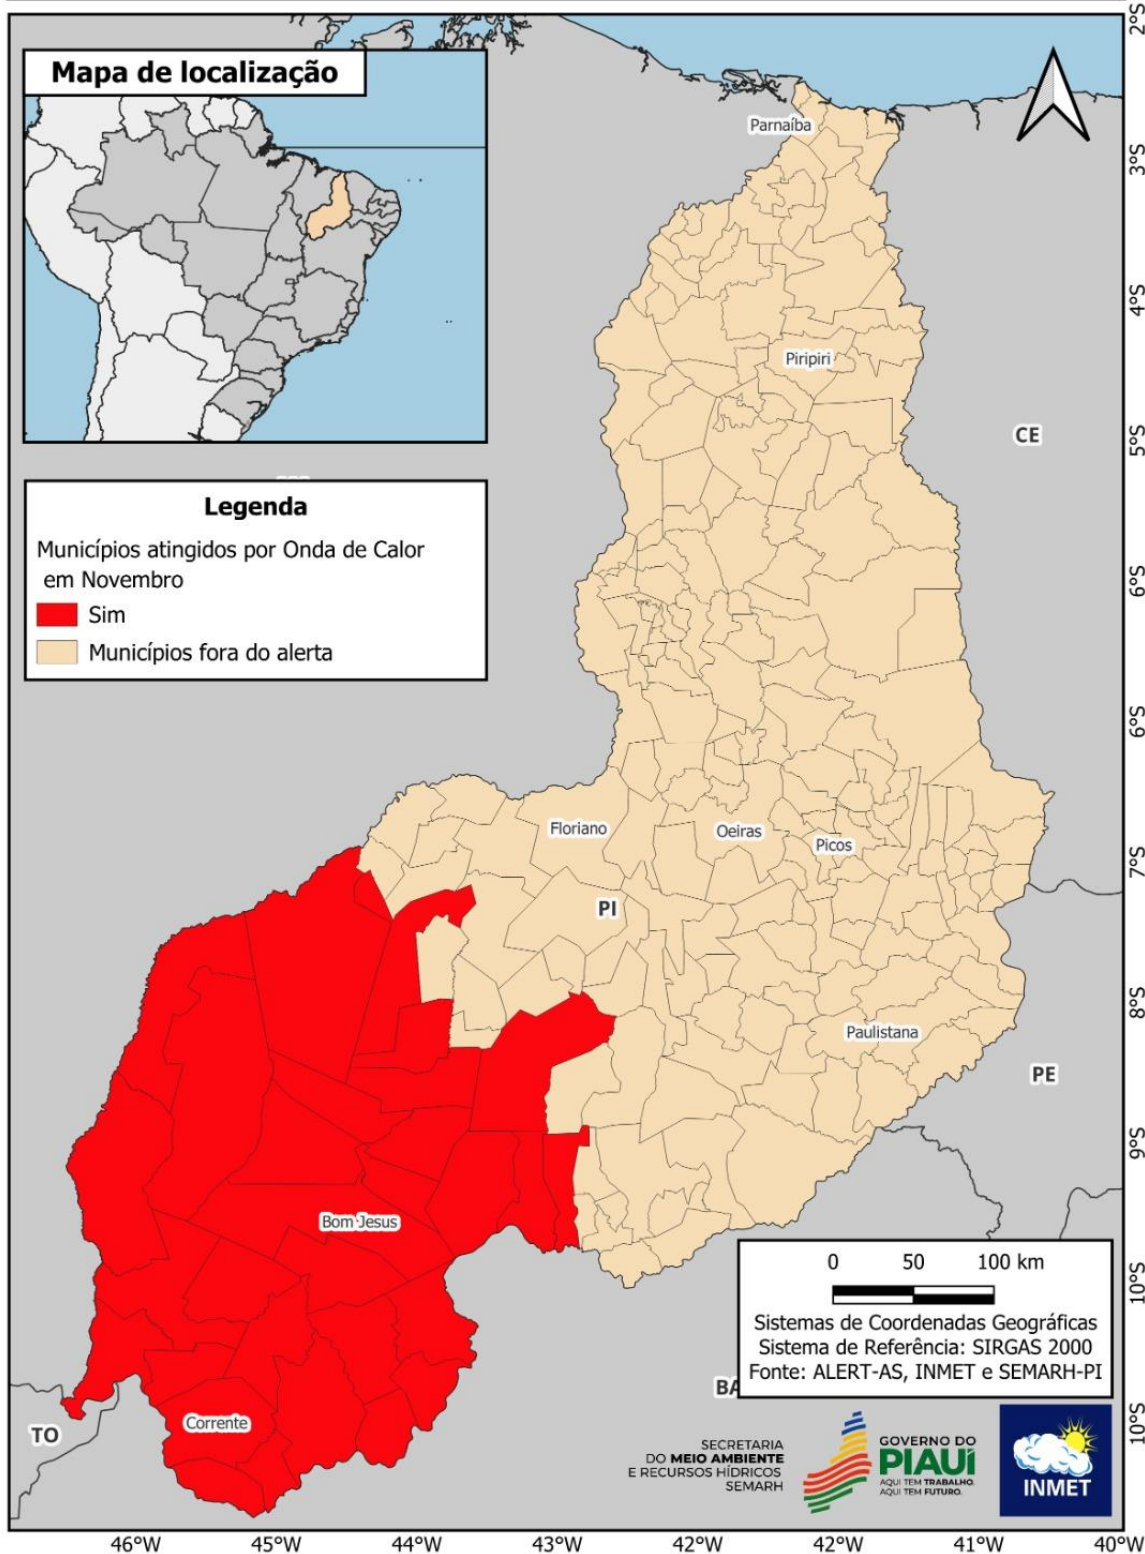 Mapa de localização
Legenda
Municípios atingidos por Onda de Calor
em Novembro
Sim
Municípios fora do alerta
Parnaíba
Piripiri
CE
Floriano
Oeiras
Picos
PI
Paulistana
PE
Bom Jesus
Corrente
TO
BA
0 50 100 km
Sistemas de Coordenadas Geográficas
Sistema de Referência: SIRGAS 2000
Fonte: ALERT-AS, INMET e SEMARH-PI
SECRETARIA
DO MEIO AMBIENTE
E RECURSOS HÍDRICOS
SEMARH
GOVERNO DO
PIAUÍ
AQUI TEM TRABALHO.
AQUI TEM FUTURO.
INMET
2°S
3°S
4°S
5°S
6°S
6°S
7°S
8°S
9°S
10°S
10°S
46°W 45°W 44°W 43°W 42°W 42°W 41°W 40°W